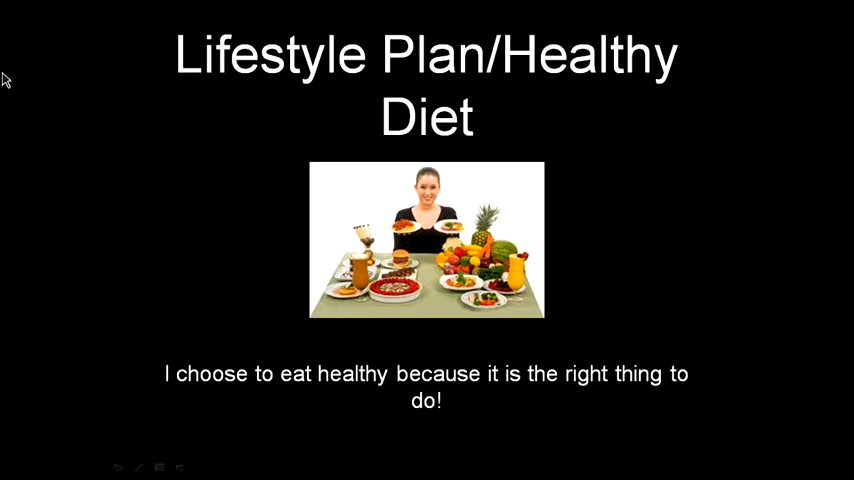 Lifestyle Plan/Healthy
Diet
I choose to eat healthy because it is the right thing to
do!